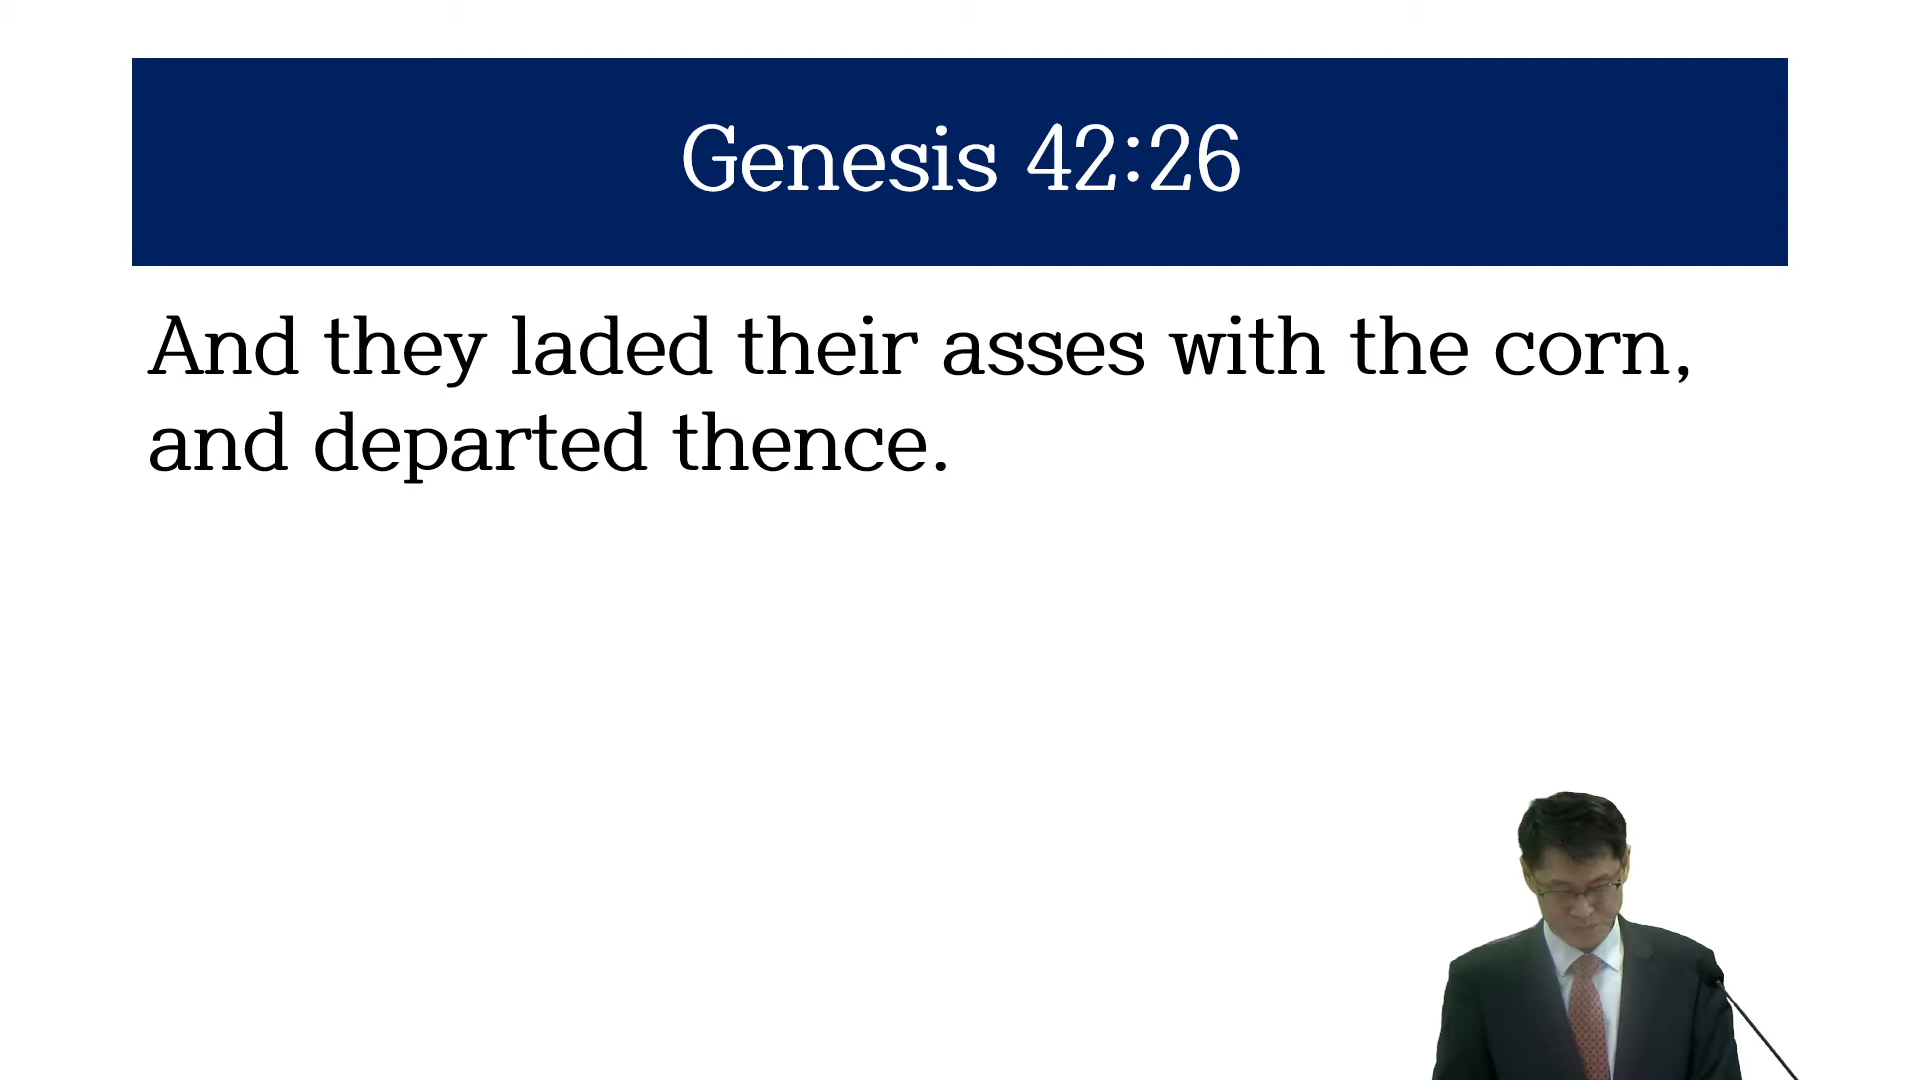 Genesis 42:26
And they laded their asses with the corn,
and departed thence.